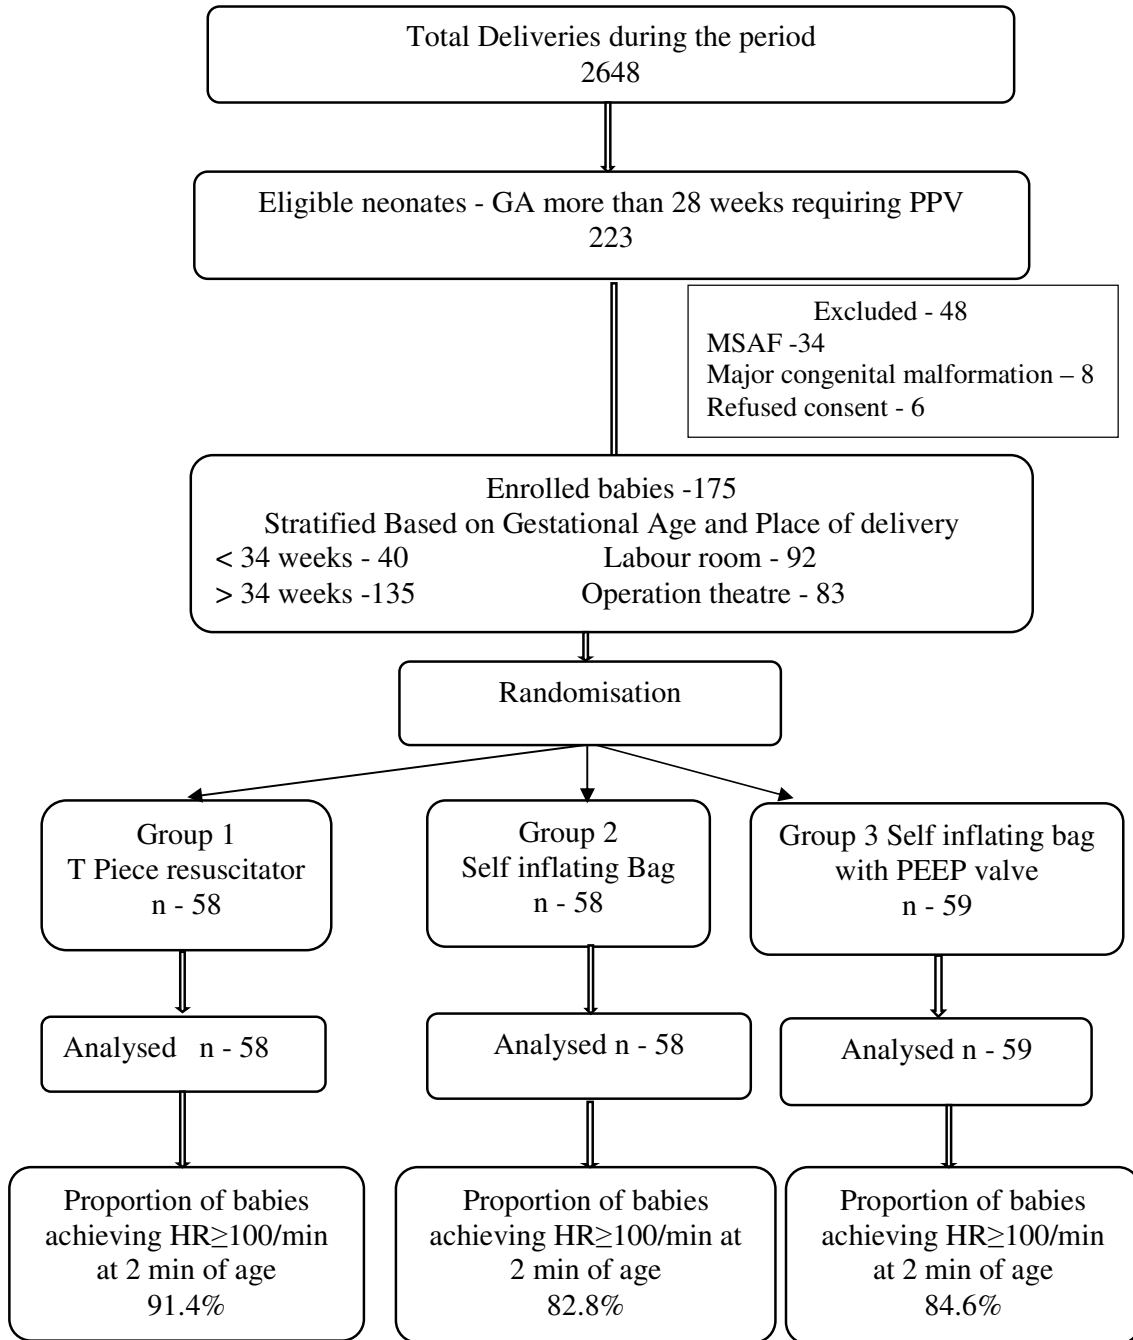 Total Deliveries during the period
2648
Eligible neonates - GA more than 28 weeks requiring PPV
223
Excluded - 48
MSAF -34
Major congenital malformation – 8
Refused consent - 6
Enrolled babies -175
Stratified Based on Gestational Age and Place of delivery
< 34 weeks - 40 Labour room - 92
> 34 weeks -135 Operation theatre - 83
Randomisation
Group 1
T Piece resuscitator
n - 58
Group 2
Self inflating Bag
n - 58
Group 3 Self inflating bag
with PEEP valve
n - 59
Analysed n - 58
Analysed n - 58
Analysed n - 59
Proportion of babies
achieving HR≥100/min
at 2 min of age
91.4%
Proportion of babies
achieving HR≥100/min at
2 min of age
82.8%
Proportion of babies
achieving HR≥100/min
at 2 min of age
84.6%